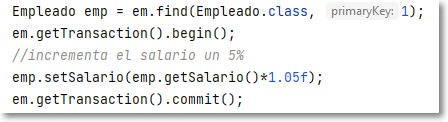 Empleado emp = em.find(Empleado.class, primaryKey: 1);
em.getTransaction().begin();
//incrementa el salario un 5%
emp.setSalario(emp.getSalario()*1.05f);
em.getTransaction().commit();